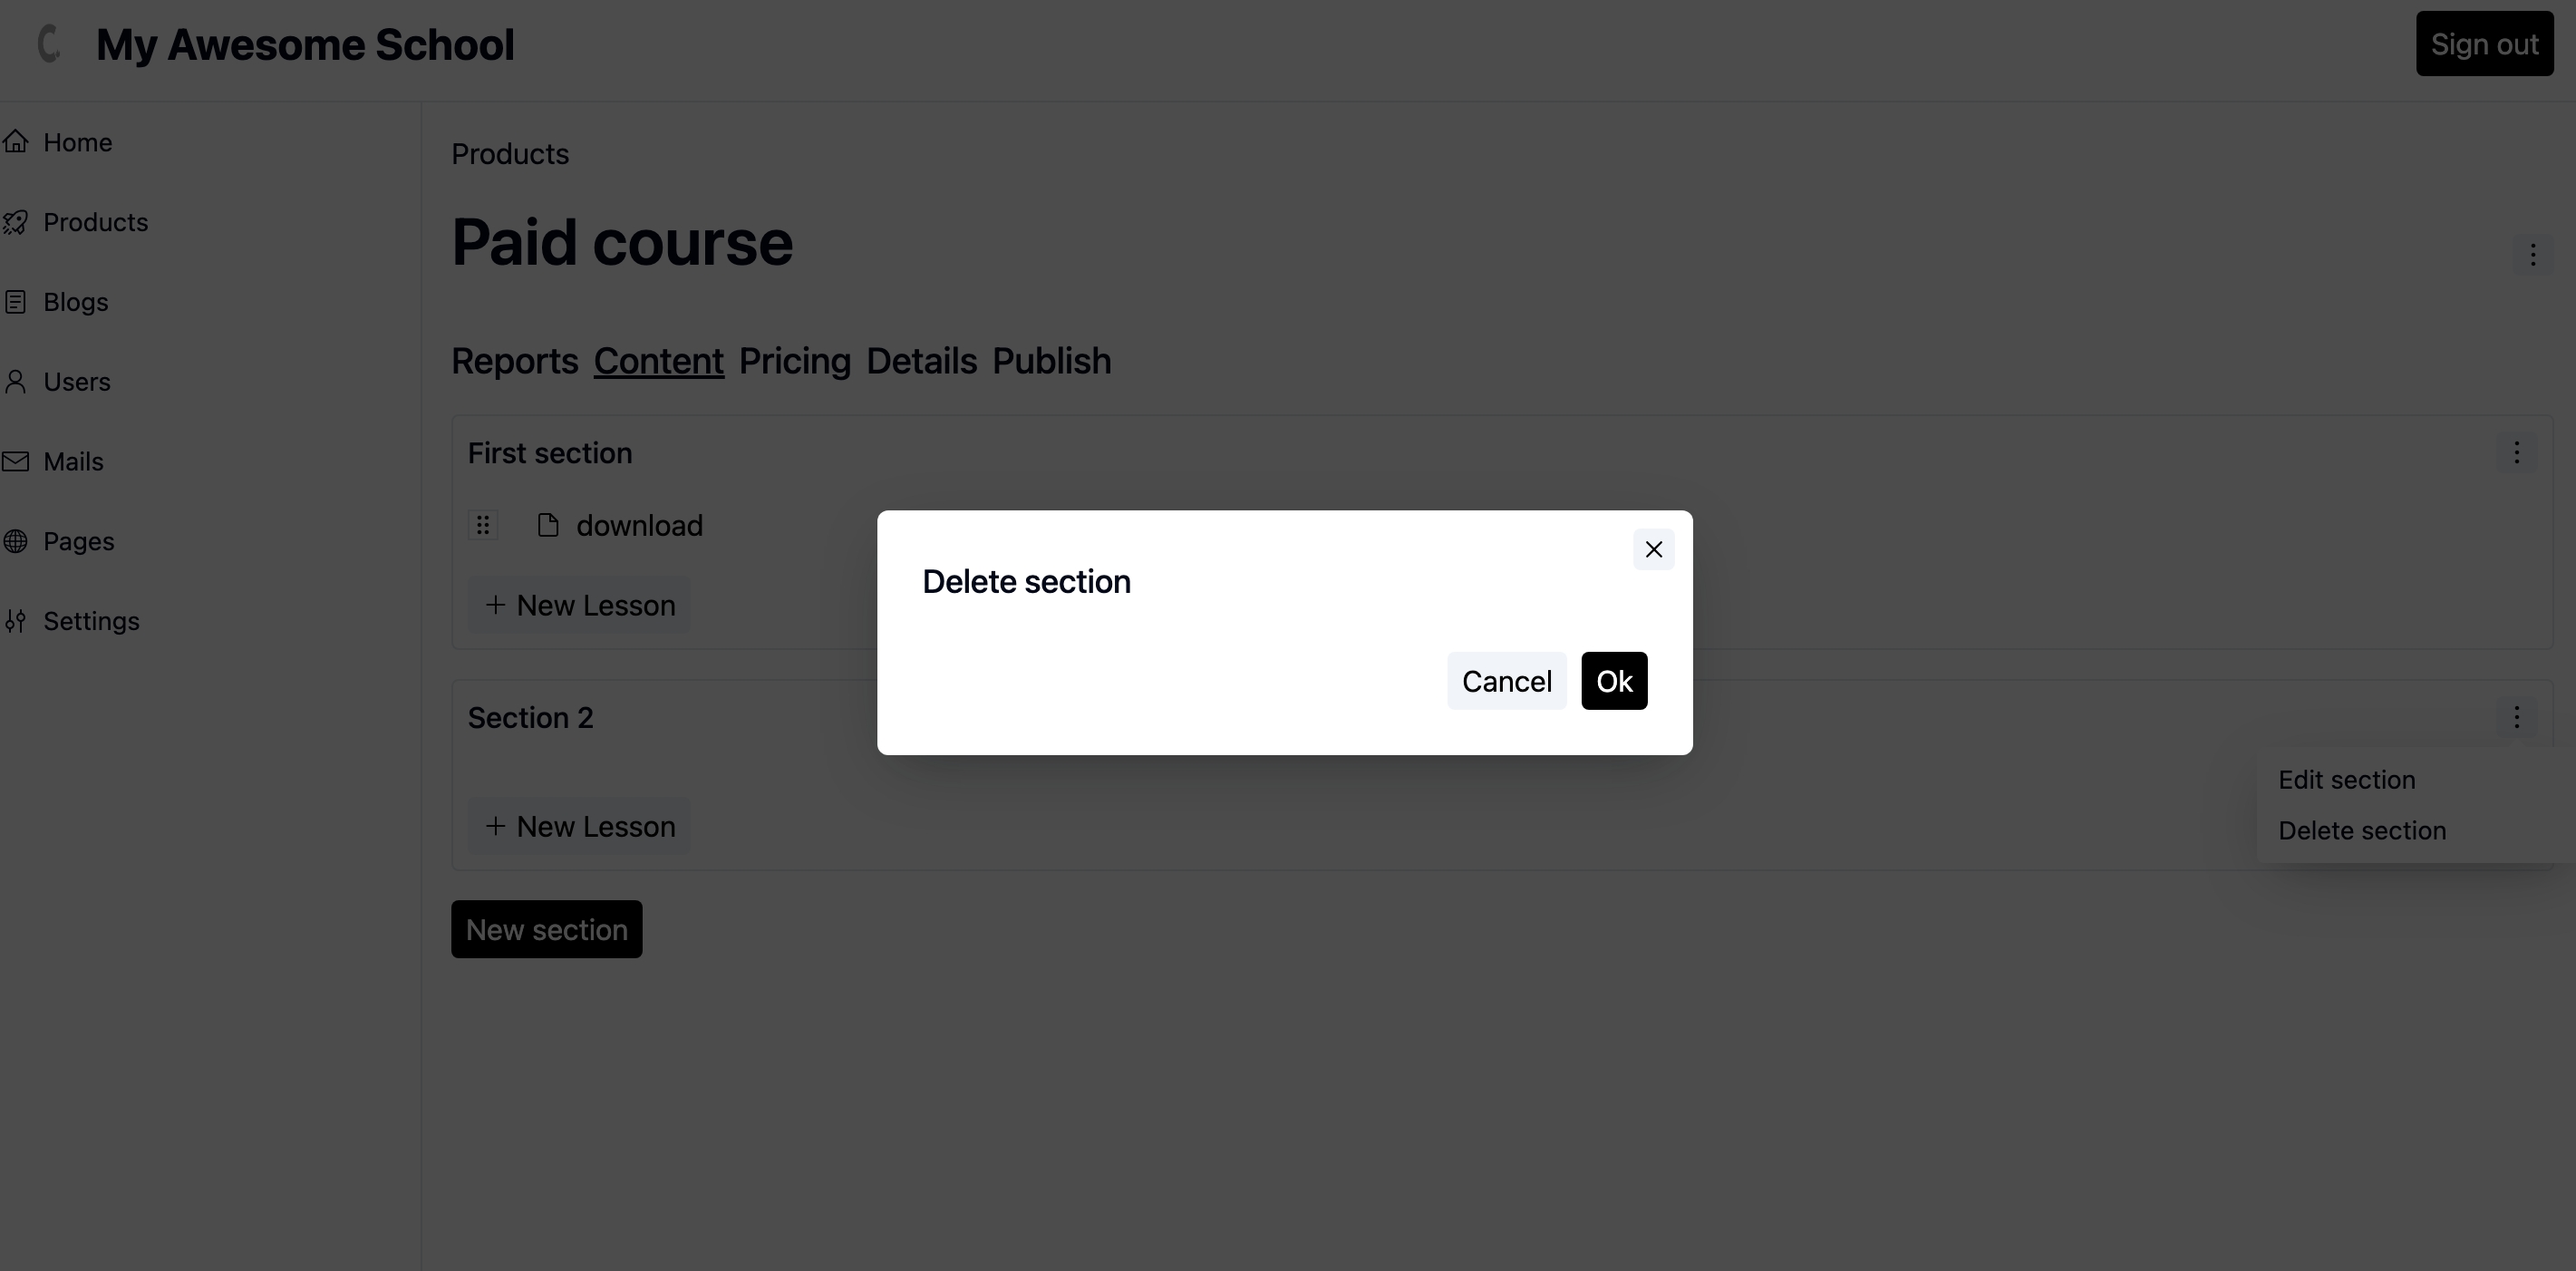 My Awesome School
Sign out
Home
Products
Blogs
Users
Mails
Pages
Settings
Products
Paid course
Reports Content Pricing Details Publish
First section
download
+ New Lesson
Delete section
Cancel Ok
Section 2
Edit section
Delete section
+ New Lesson
New section